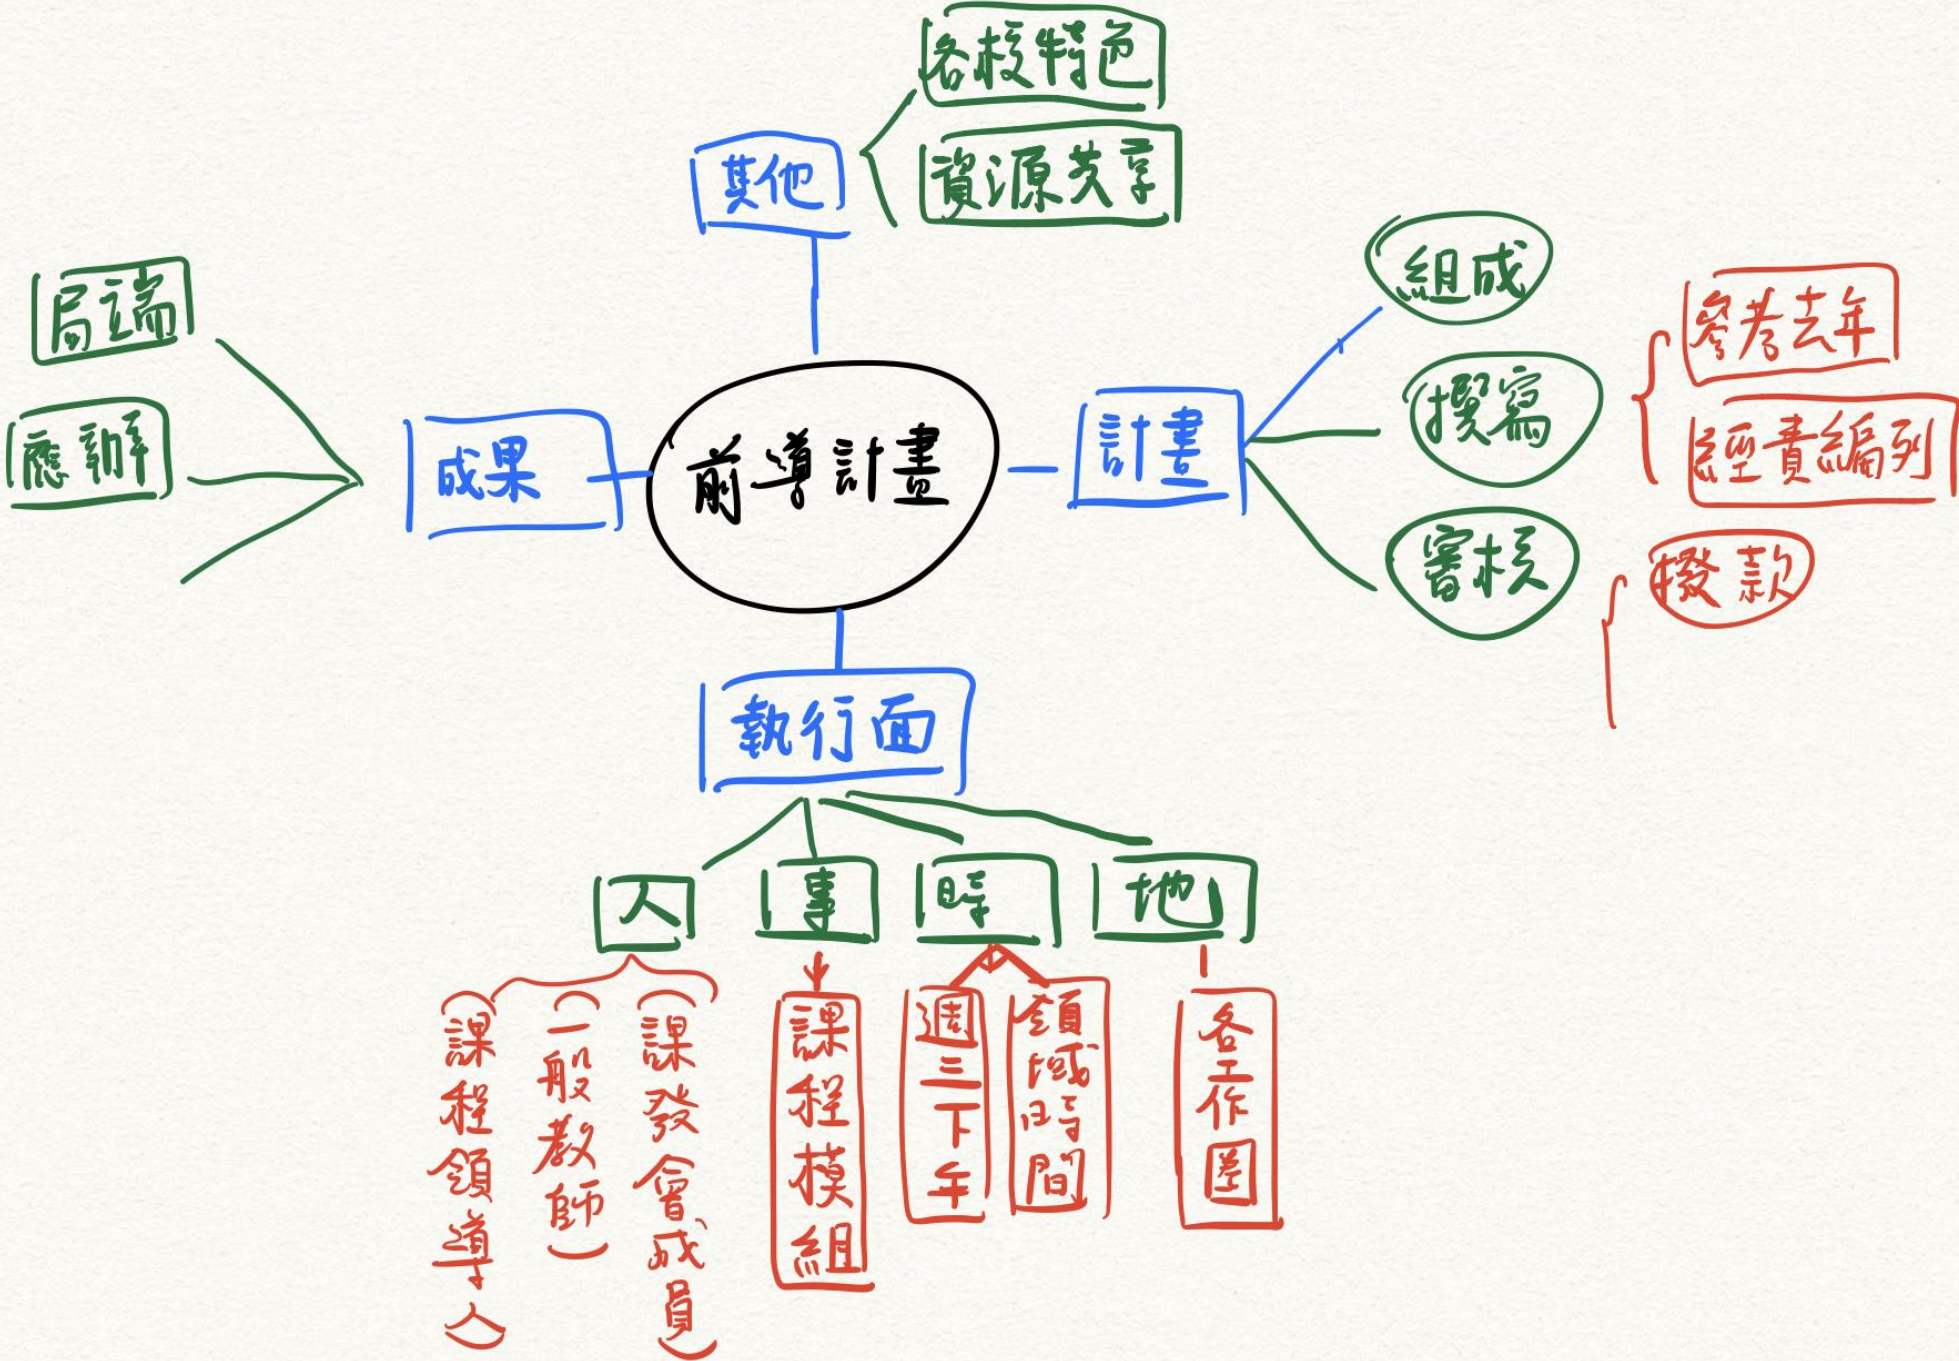 各校特色
資源共享
其他
局端
應辦
成果
前導計畫
計畫
組成
撰寫
審核
參考去年
經費編列
撥款
執行面
人
事
時
地
(課程領導人)
(一般教師)
(課發會成員)
課程模組
週三下午
領域時間
各工作圈